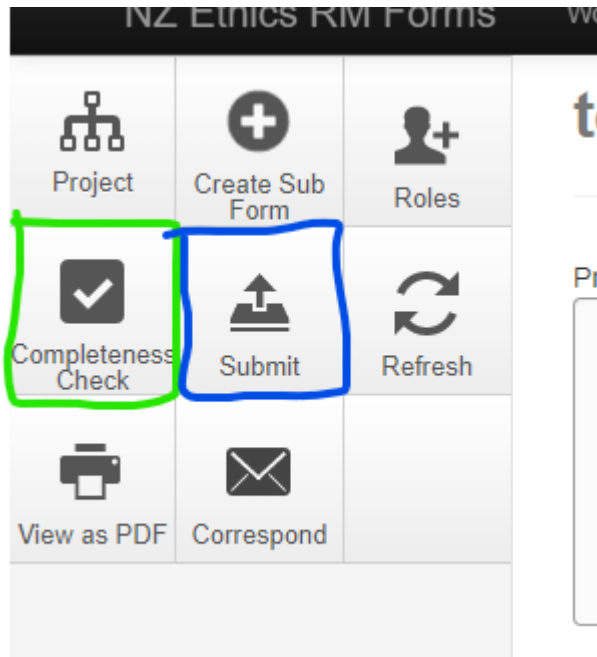 NZ Ethics RM Forms
Project
Create Sub
Form
Roles
Completeness
Check
Submit
Refresh
View as PDF
Correspond